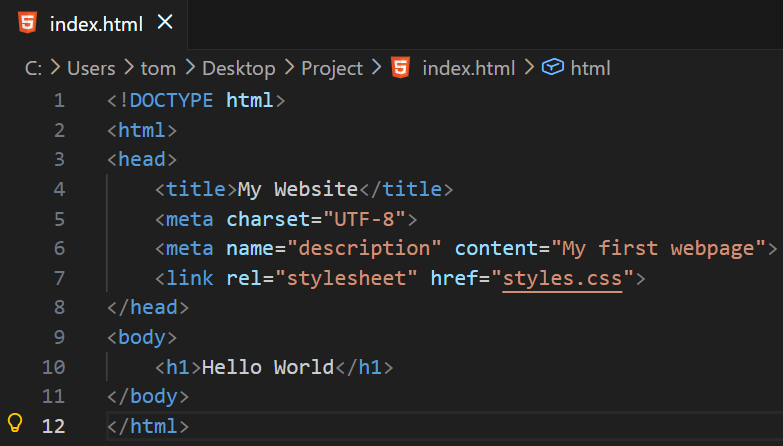 index.html
C: > Users > tom > Desktop > Project > index.html > html
1 <!DOCTYPE html>
2 <html>
3 <head>
4     <title>My Website</title>
5     <meta charset="UTF-8">
6     <meta name="description" content="My first webpage">
7     <link rel="stylesheet" href="styles.css">
8 </head>
9 <body>
10     <h1>Hello World</h1>
11 </body>
12 </html>